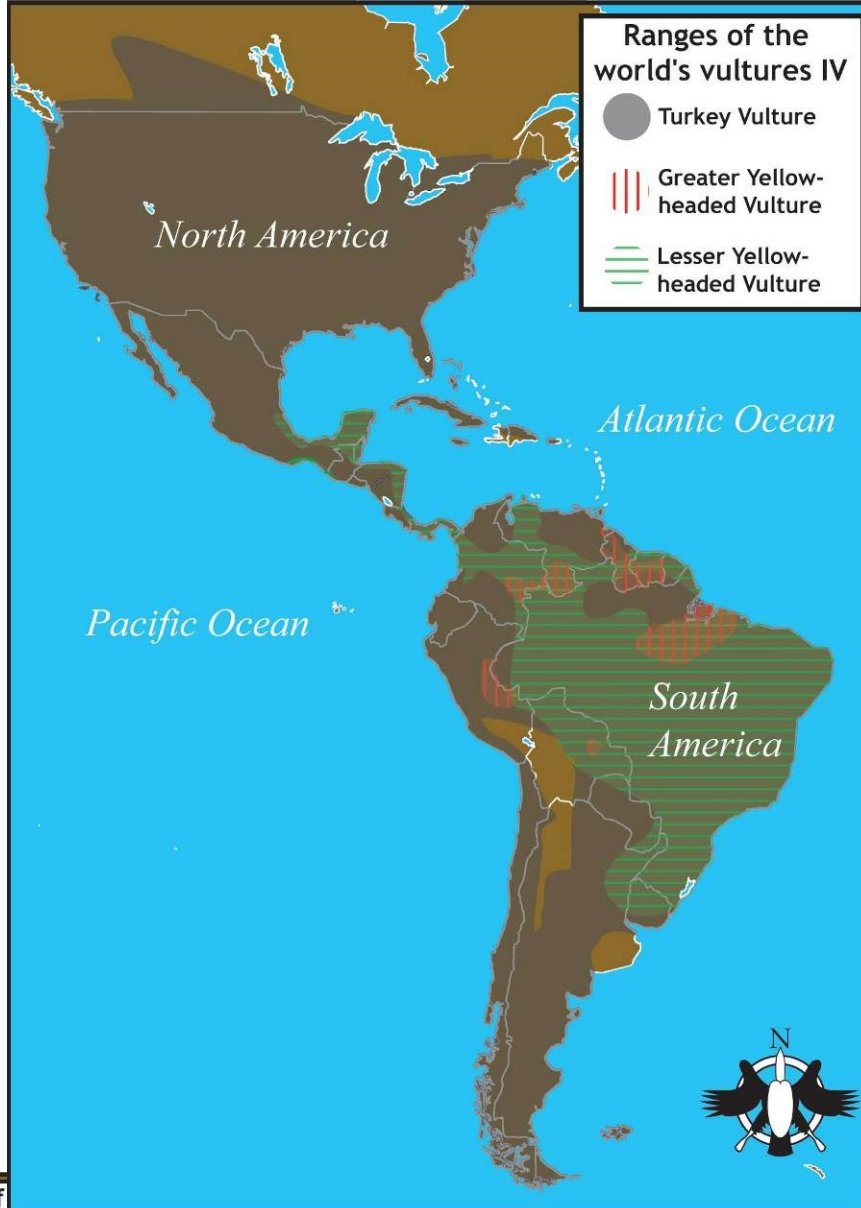 Ranges of the
world's vultures IV
Turkey Vulture
Greater Yellow-
headed Vulture
Lesser Yellow-
headed Vulture
North America
Atlantic Ocean
Pacific Ocean
South
America
N
f